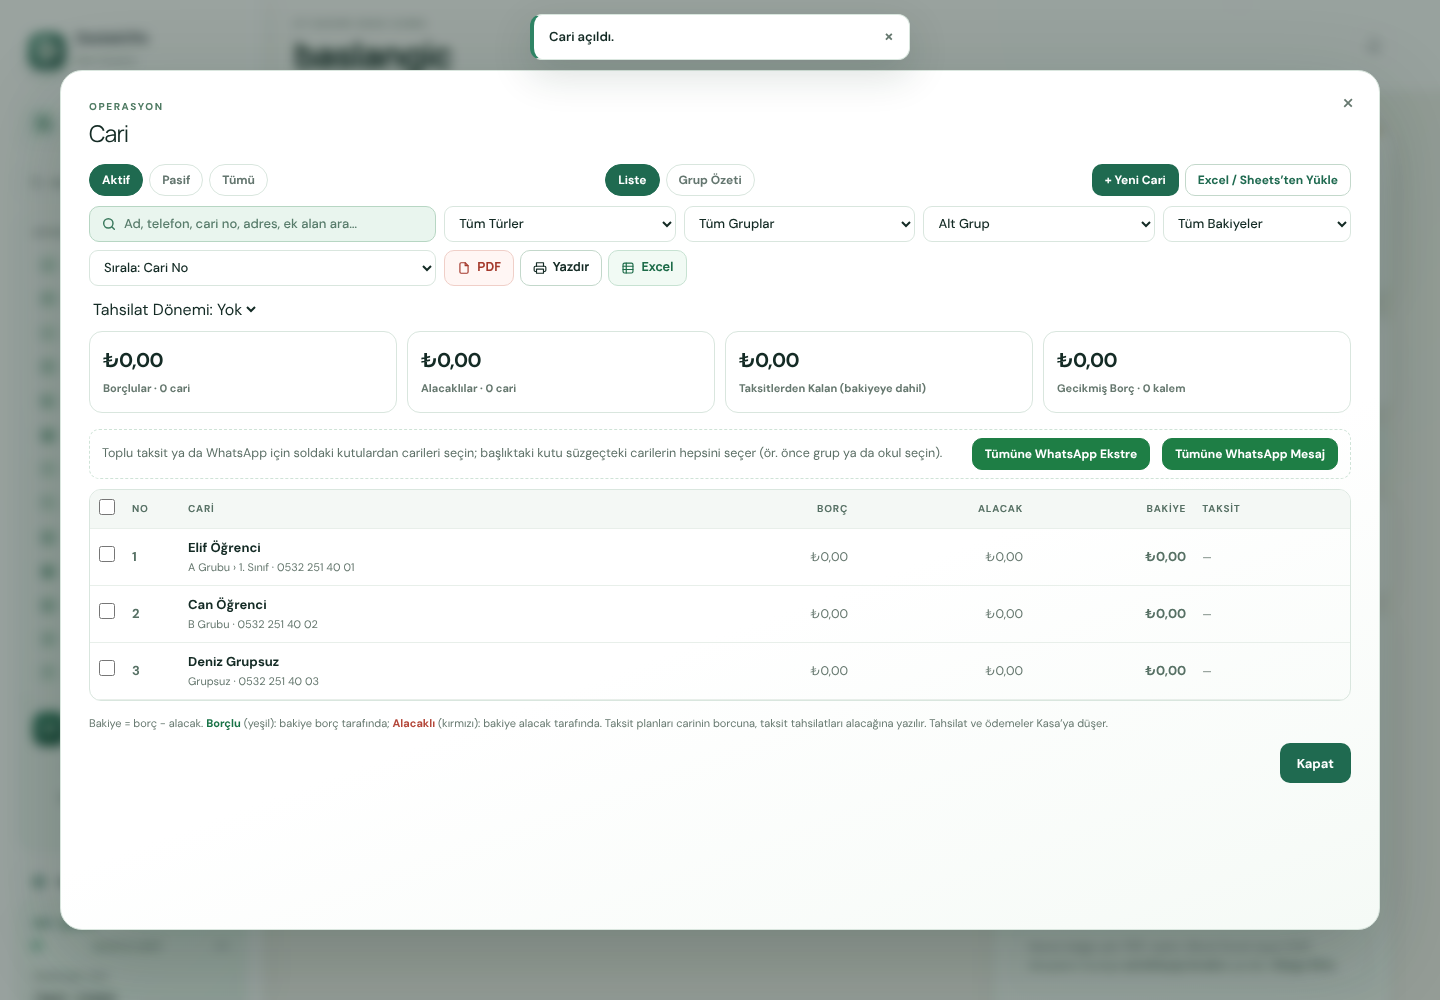 Cari açıldı.
×
baslangic
OPERASYON
×
Cari
Aktif
Pasif
Tümü
Liste
Grup Özeti
+ Yeni Cari
Excel / Sheets'ten Yükle
Ad, telefon, cari no, adres, ek alan ara…
Tüm Türler
Tüm Gruplar
Alt Grup
Tüm Bakiyeler
Sırala: Cari No
PDF
Yazdır
Excel
Tahsilat Dönemi: Yok
₺0,00
Borçlular · 0 cari
₺0,00
Alacaklılar · 0 cari
₺0,00
Taksitlerden Kalan (bakiyeye dahil)
₺0,00
Gecikmiş Borç · 0 kalem
Toplu taksit ya da WhatsApp için soldaki kutulardan carileri seçin; başlıktaki kutu süzgeçteki carilerin hepsini seçer (ör. önce grup ya da okul seçin).
Tümüne WhatsApp Ekstre
Tümüne WhatsApp Mesaj
NO CARİ BORÇ ALACAK BAKİYE TAKSİT
1 Elif Öğrenci ₺0,00 ₺0,00 ₺0,00 —
A Grubu › 1. Sınıf · 0532 251 40 01
2 Can Öğrenci ₺0,00 ₺0,00 ₺0,00 —
B Grubu · 0532 251 40 02
3 Deniz Grupsuz ₺0,00 ₺0,00 ₺0,00 —
Grupsuz · 0532 251 40 03
Bakiye = borç − alacak. Borçlu (yeşil): bakiye borç tarafında; Alacaklı (kırmızı): bakiye alacak tarafında. Taksit planları carinin borcuna, taksit tahsilatları alacağına yazılır. Tahsilat ve ödemeler Kasa'ya düşer.
Kapat